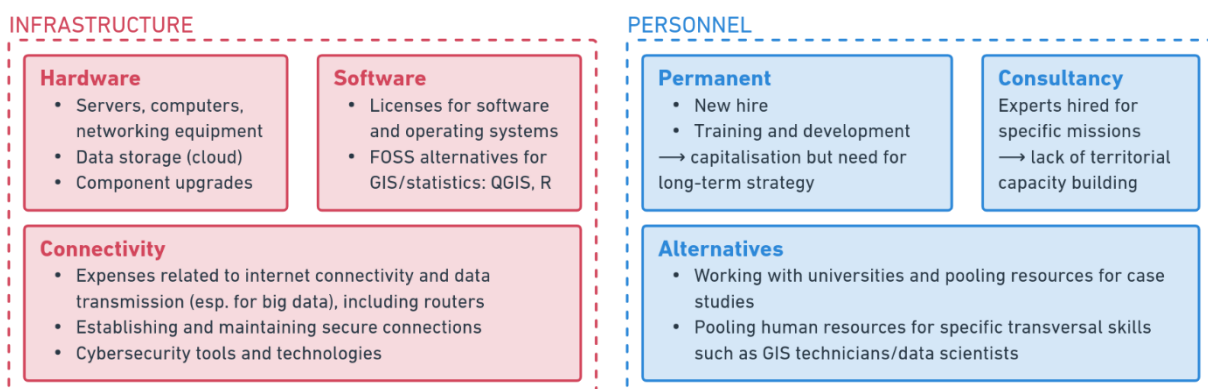 INFRASTRUCTURE
Hardware
• Servers, computers,
networking equipment
• Data storage (cloud)
• Component upgrades
Software
• Licenses for software
and operating systems
• FOSS alternatives for
GIS/statistics: QGIS, R
Connectivity
• Expenses related to internet connectivity and data
transmission (esp. for big data), including routers
• Establishing and maintaining secure connections
• Cybersecurity tools and technologies
PERSONNEL
Permanent
• New hire
• Training and development
⟶ capitalisation but need for
long-term strategy
Consultancy
Experts hired for
specific missions
⟶ lack of territorial
capacity building
Alternatives
• Working with universities and pooling resources for case
studies
• Pooling human resources for specific transversal skills
such as GIS technicians/data scientists